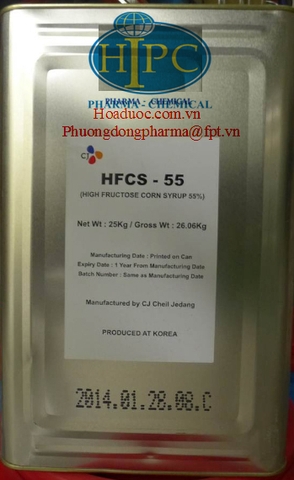 HIPC
PHARMA - CHEMICAL
Hoaduoc.com.vn
Phuongdongpharma@fpt.vn
CJ
HFCS - 55
(HIGH FRUCTOSE CORN SYRUP 55%)
Net Wt : 25Kg / Gross Wt : 26.06Kg
Manufacturing Date : Printed on Can
Expiry Date : 1 Year From Manufacturing Date
Batch Number : Same as Manufacturing Date
Manufactured by CJ Cheil Jedang
PRODUCED AT KOREA
2014.01.28.08.C